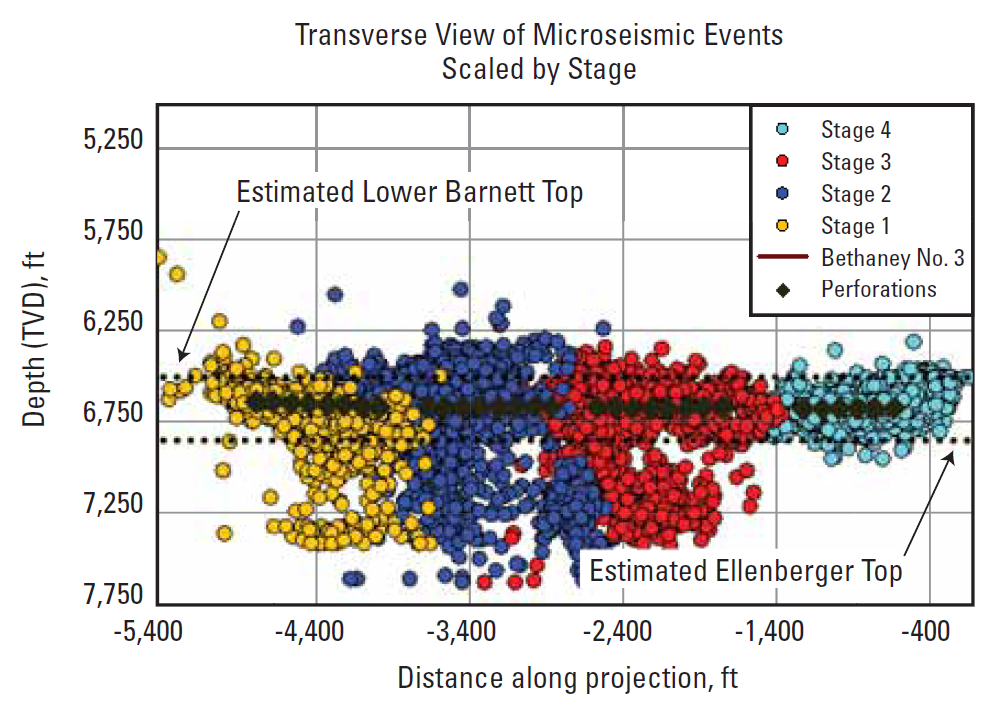 Transverse View of Microseismic Events
Scaled by Stage
5,250
5,750
6,250
6,750
7,250
7,750
Depth (TVD), ft
Estimated Lower Barnett Top
Stage 4
Stage 3
Stage 2
Stage 1
Bethaney No. 3
Perforations
Estimated Ellenberger Top
-5,400
-4,400
-3,400
-2,400
-1,400
-400
Distance along projection, ft